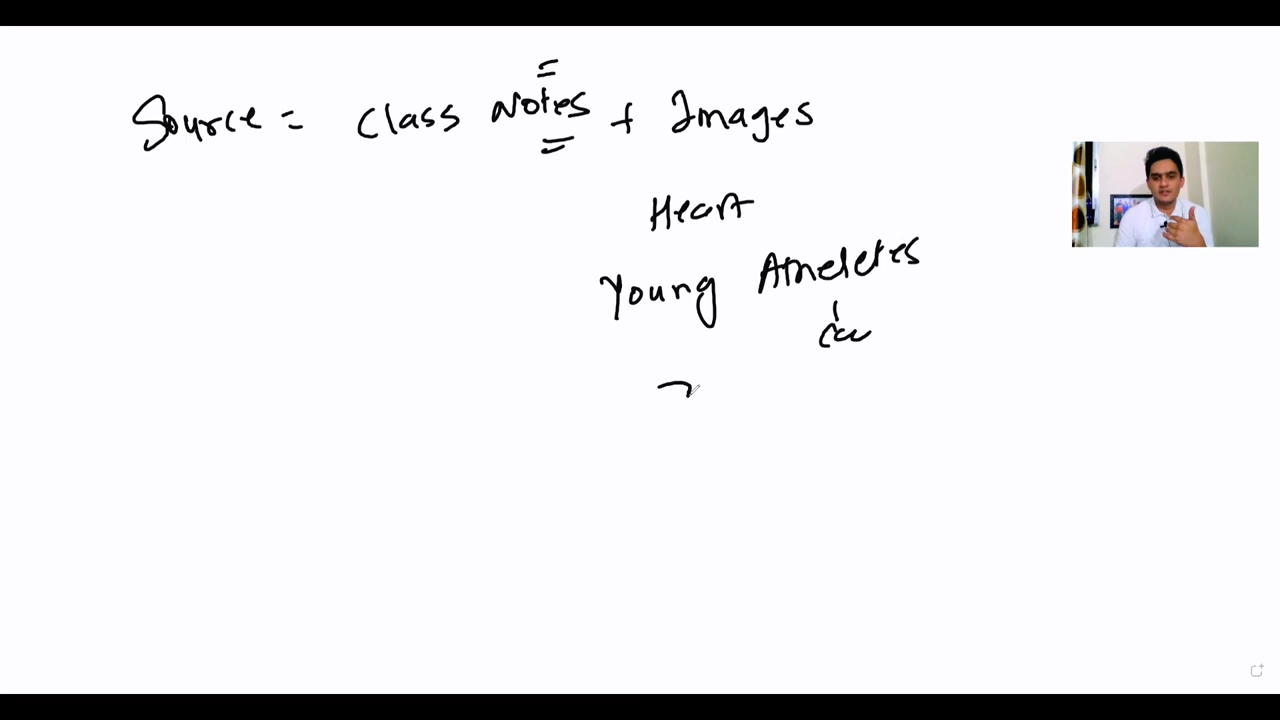 Source = Class Notes + Images
Heart
Young Atheletes